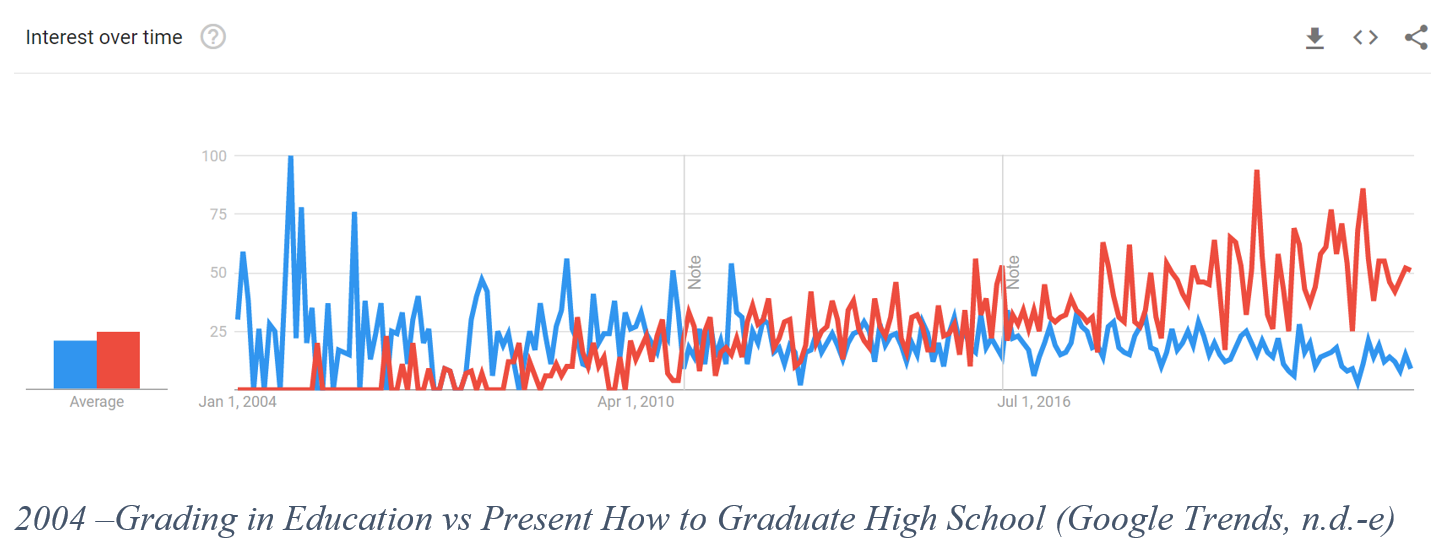 Interest over time ?
100
75
50
25
Note
Note
Average
Jan 1, 2004
Apr 1, 2010
Jul 1, 2016
2004 –Grading in Education vs Present How to Graduate High School (Google Trends, n.d.-e)